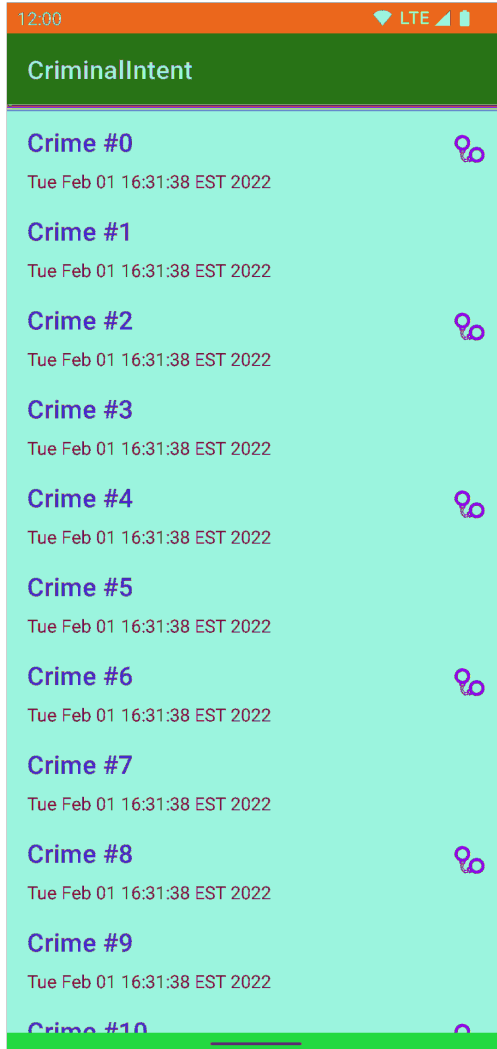 12:00 LTE
CriminalIntent
Crime #0
Tue Feb 01 16:31:38 EST 2022
Crime #1
Tue Feb 01 16:31:38 EST 2022
Crime #2
Tue Feb 01 16:31:38 EST 2022
Crime #3
Tue Feb 01 16:31:38 EST 2022
Crime #4
Tue Feb 01 16:31:38 EST 2022
Crime #5
Tue Feb 01 16:31:38 EST 2022
Crime #6
Tue Feb 01 16:31:38 EST 2022
Crime #7
Tue Feb 01 16:31:38 EST 2022
Crime #8
Tue Feb 01 16:31:38 EST 2022
Crime #9
Tue Feb 01 16:31:38 EST 2022
Crime #10